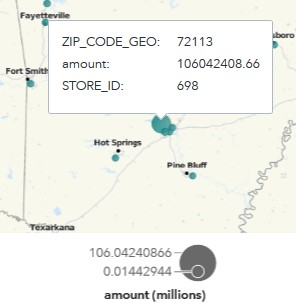 Fayetteville
ZIP_CODE_GEO: 72113
amount: 106042408.66
STORE_ID: 698
sboro
Fort Smith
Hot Springs
Pine Bluff
Texarkana
106.04240866
0.01442944
amount (millions)